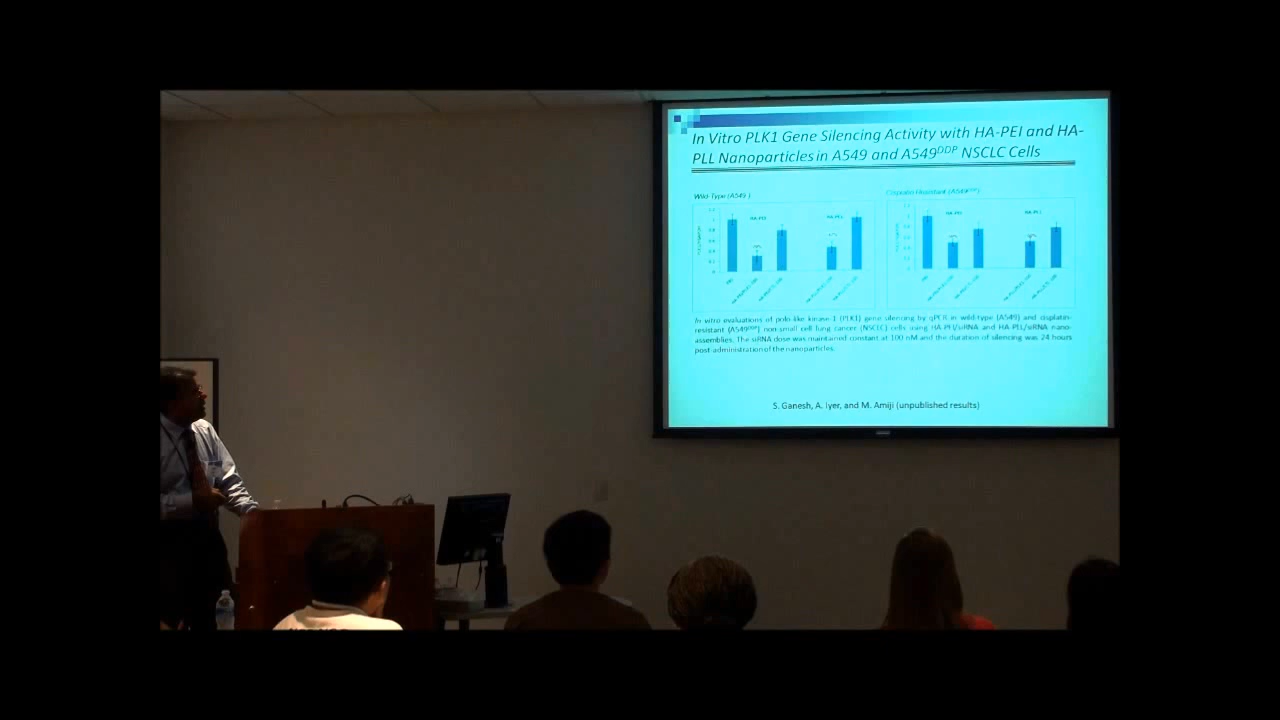 In Vitro PLK1 Gene Silencing Activity with HA-PEI and HA-
PLL Nanoparticles in A549 and A549DDP NSCLC Cells
Wild-Type (A549 )
Cisplatin Resistant (A549DDP)
HA-PEI
HA-PLL
HA-PEI
HA-PLL
In vitro evaluations of polo-like kinase-1 (PLK1) gene silencing by qPCR in wild-type (A549) and cisplatin-
resistant (A549DDP) non-small cell lung cancer (NSCLC) cells using HA-PEI/siRNA and HA-PLL/siRNA nano-
assemblies. The siRNA dose was maintained constant at 100 nM and the duration of silencing was 24 hours
post-administration of the nanoparticles.
S. Ganesh, A. Iyer, and M. Amiji (unpublished results)